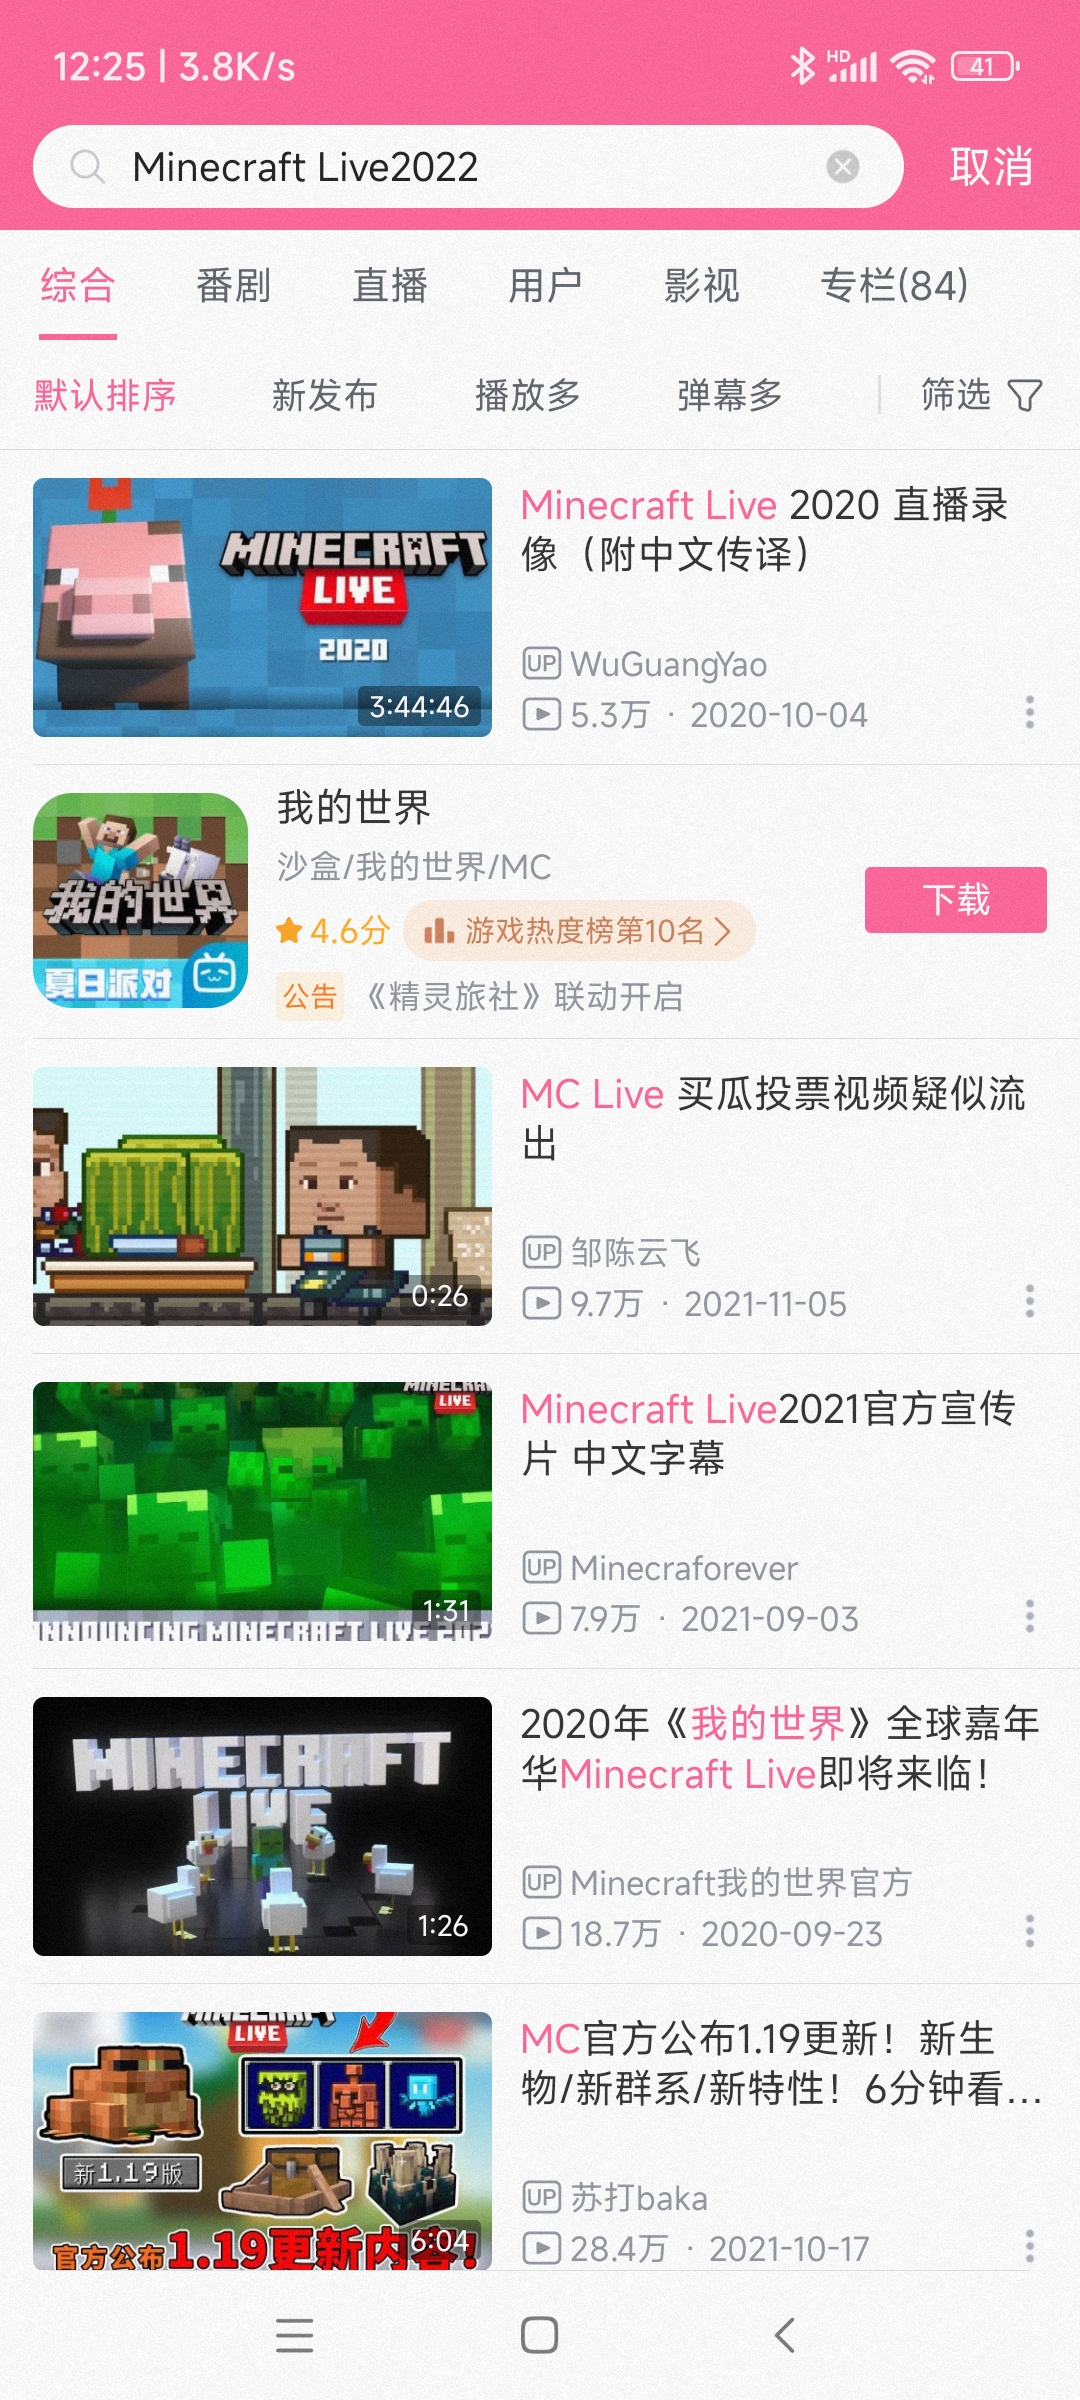 12:25 | 3.8K/s
HD
41
Minecraft Live2022
取消
综合 番剧 直播 用户 影视 专栏(84)
默认排序 新发布 播放多 弹幕多 筛选
MINECRAFT
LIVE
2020
3:44:46
Minecraft Live 2020 直播录
像（附中文传译）
UP WuGuangYao
5.3万 · 2020-10-04
我的世界
夏日派对
我的世界
沙盒/我的世界/MC
4.6分 游戏热度榜第10名
公告 《精灵旅社》联动开启
下载
0:26
MC Live 买瓜投票视频疑似流
出
UP 邹陈云飞
9.7万 · 2021-11-05
MINECRAFT
LIVE
1:31
Minecraft Live2021官方宣传
片 中文字幕
UP Minecraforever
7.9万 · 2021-09-03
MINECRAFT
LIVE
1:26
2020年《我的世界》全球嘉年
华Minecraft Live即将来临！
UP Minecraft我的世界官方
18.7万 · 2020-09-23
LIVE
新1.19版
官方公布1.19更新内容！
6:04
MC官方公布1.19更新！新生
物/新群系/新特性！6分钟看...
UP 苏打baka
28.4万 · 2021-10-17